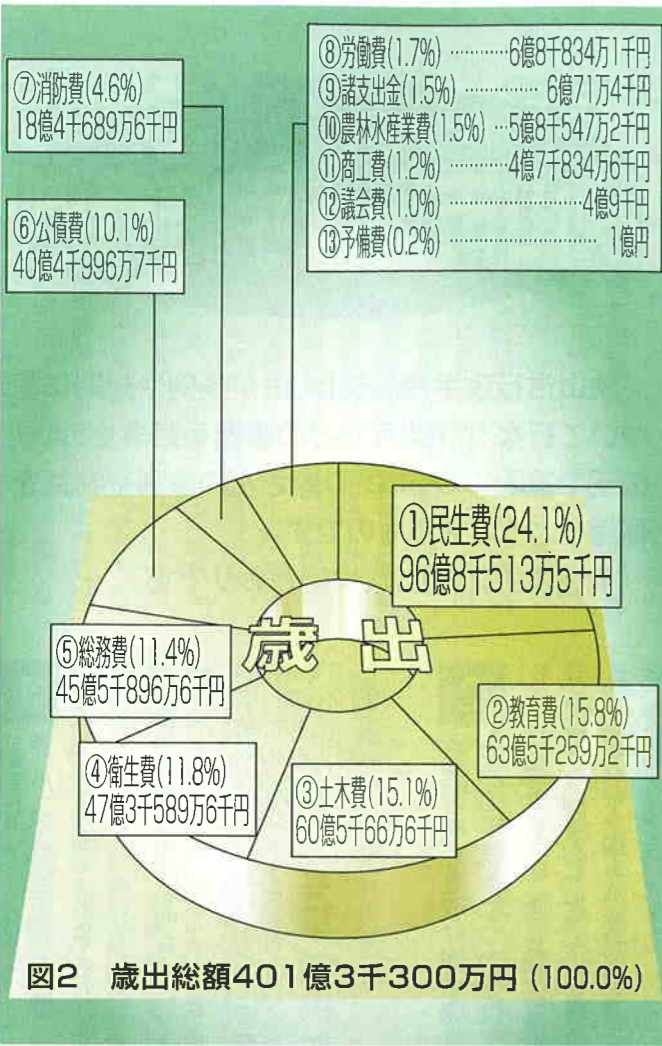 ⑧労働費(1.7%) …………6億8千834万1千円
⑨諸支出金(1.5%) …………… 6億71万4千円
⑩農林水産業費(1.5%) …5億8千547万2千円
⑪商工費(1.2%) …………4億7千834万6千円
⑫議会費(1.0%) ……………………4億9千円
⑬予備費(0.2%) ………………………… 1億円
⑦消防費(4.6%)
18億4千689万6千円
⑥公債費(10.1%)
40億4千996万7千円
①民生費(24.1%)
96億8千513万5千円
歳出
⑤総務費(11.4%)
45億5千896万6千円
②教育費(15.8%)
63億5千259万2千円
④衛生費(11.8%)
47億3千589万6千円
③土木費(15.1%)
60億5千66万6千円
図2 歳出総額401億3千300万円 (100.0%)